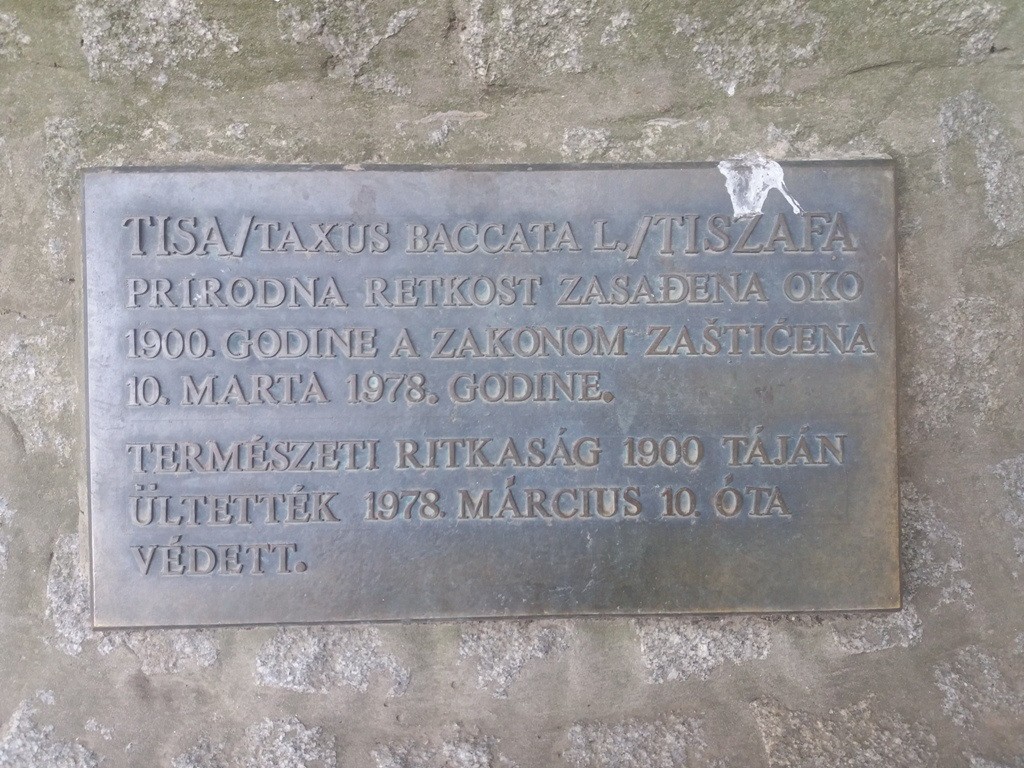 TISA/TAXUS BACCATA L./TISZAFA
PRIRODNA RETKOST ZASAĐENA OKO
1900. GODINE A ZAKONOM ZAŠTIĆENA
10. MARTA 1978. GODINE.
TERMÉSZETI RITKASÁG 1900 TÁJÁN
ÜLTETTÉK 1978. MÁRCIUS 10. ÓTA
VÉDETT.